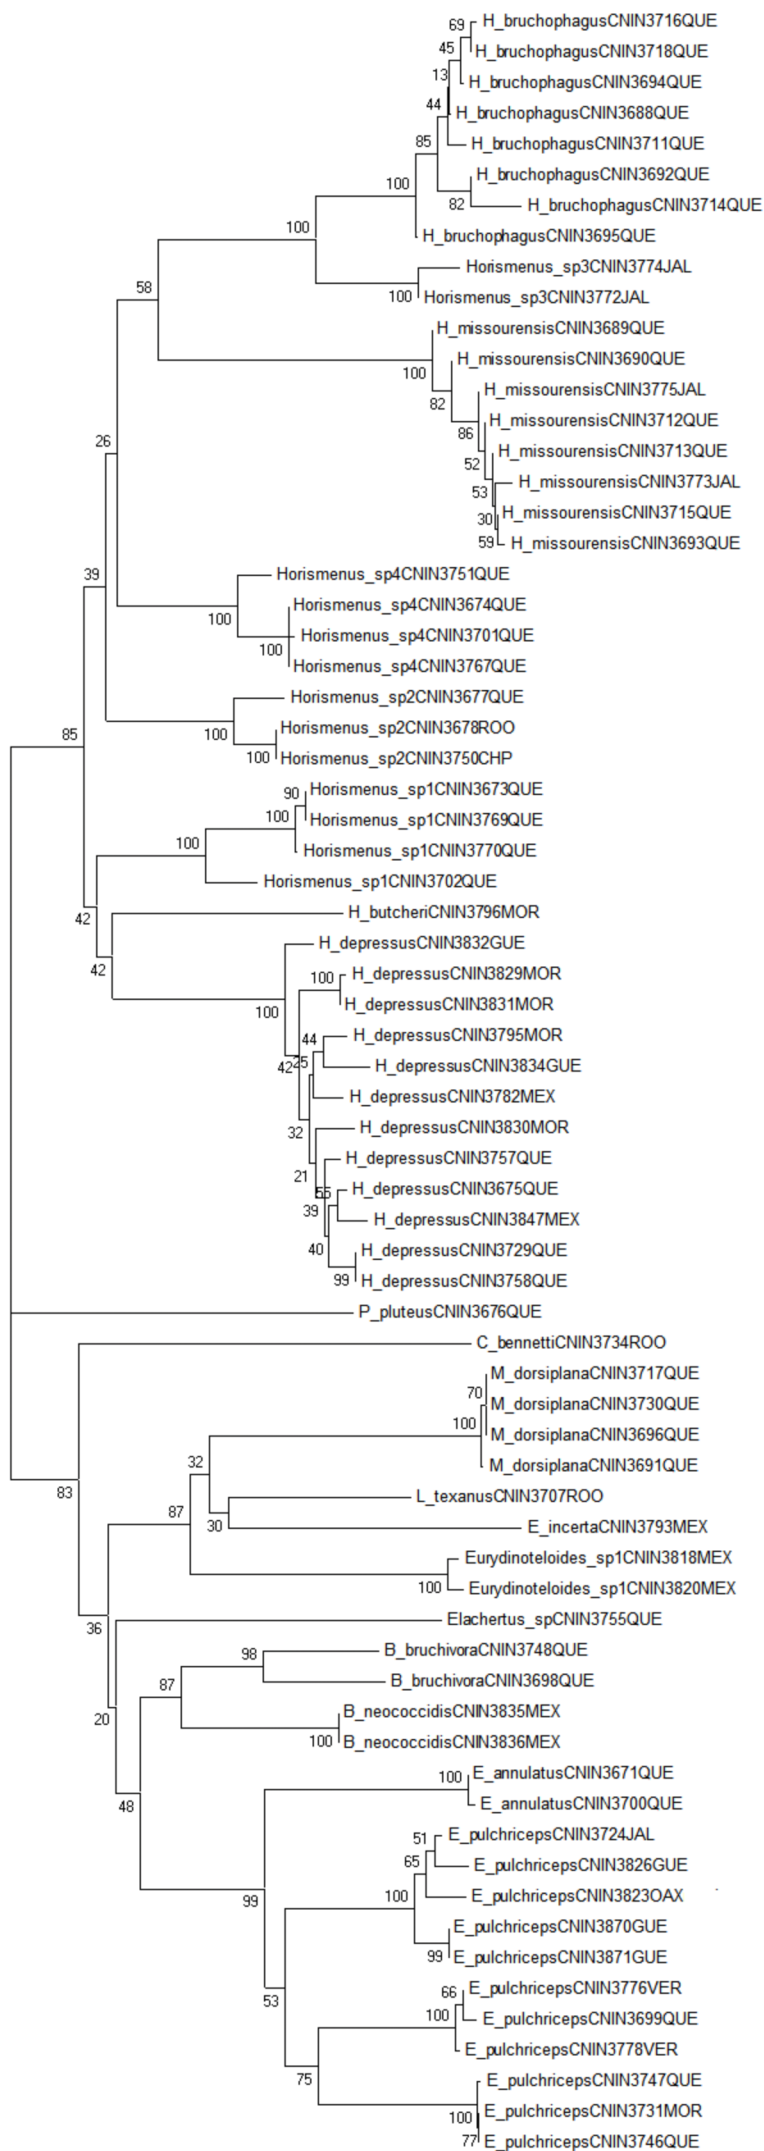 69
H_bruchophagusCNIN3716QUE
45
H_bruchophagusCNIN3718QUE
13
H_bruchophagusCNIN3694QUE
44
H_bruchophagusCNIN3688QUE
85
H_bruchophagusCNIN3711QUE
H_bruchophagusCNIN3692QUE
100
82
H_bruchophagusCNIN3714QUE
100
H_bruchophagusCNIN3695QUE
Horismenus_sp3CNIN3774JAL
58
100
Horismenus_sp3CNIN3772JAL
H_missourensisCNIN3689QUE
100
H_missourensisCNIN3690QUE
82
H_missourensisCNIN3775JAL
86
H_missourensisCNIN3712QUE
26
52
H_missourensisCNIN3713QUE
53
H_missourensisCNIN3773JAL
30
H_missourensisCNIN3715QUE
59
H_missourensisCNIN3693QUE
39
Horismenus_sp4CNIN3751QUE
100
Horismenus_sp4CNIN3674QUE
Horismenus_sp4CNIN3701QUE
100
Horismenus_sp4CNIN3767QUE
Horismenus_sp2CNIN3677QUE
85
100
Horismenus_sp2CNIN3678ROO
100
Horismenus_sp2CNIN3750CHP
90
Horismenus_sp1CNIN3673QUE
100
Horismenus_sp1CNIN3769QUE
100
Horismenus_sp1CNIN3770QUE
Horismenus_sp1CNIN3702QUE
42
H_butcheriCNIN3796MOR
42
H_depressusCNIN3832GUE
100
H_depressusCNIN3829MOR
100
H_depressusCNIN3831MOR
44
H_depressusCNIN3795MOR
42
25
H_depressusCNIN3834GUE
H_depressusCNIN3782MEX
32
H_depressusCNIN3830MOR
21
H_depressusCNIN3757QUE
55
H_depressusCNIN3675QUE
39
H_depressusCNIN3847MEX
40
H_depressusCNIN3729QUE
99
H_depressusCNIN3758QUE
P_pluteusCNIN3676QUE
C_bennettiCNIN3734ROO
M_dorsiplanaCNIN3717QUE
70
M_dorsiplanaCNIN3730QUE
100
M_dorsiplanaCNIN3696QUE
32
M_dorsiplanaCNIN3691QUE
83
87
L_texanusCNIN3707ROO
30
E_incertaCNIN3793MEX
Eurydinoteloides_sp1CNIN3818MEX
100
Eurydinoteloides_sp1CNIN3820MEX
36
Elachertus_spCNIN3755QUE
98
B_bruchivoraCNIN3748QUE
87
B_bruchivoraCNIN3698QUE
20
B_neococcidisCNIN3835MEX
100
B_neococcidisCNIN3836MEX
100
E_annulatusCNIN3671QUE
48
E_annulatusCNIN3700QUE
51
E_pulchricepsCNIN3724JAL
65
E_pulchricepsCNIN3826GUE
99
100
E_pulchricepsCNIN3823OAX
E_pulchricepsCNIN3870GUE
99
E_pulchricepsCNIN3871GUE
53
66
E_pulchricepsCNIN3776VER
100
E_pulchricepsCNIN3699QUE
E_pulchricepsCNIN3778VER
75
E_pulchricepsCNIN3747QUE
100
E_pulchricepsCNIN3731MOR
77
E_pulchricepsCNIN3746QUE